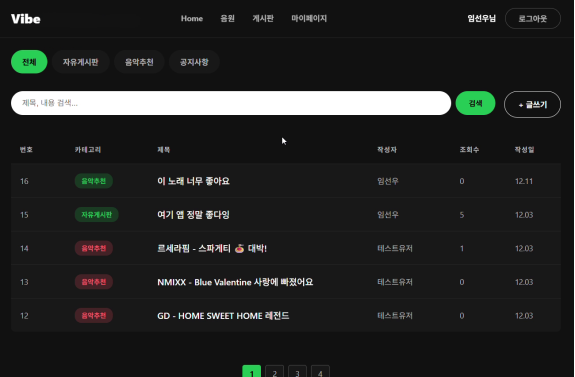 Vibe Home 음원 게시판 마이페이지 임선우님 로그아웃
전체 자유게시판 음악추천 공지사항
제목, 내용 검색... 검색 + 글쓰기
번호 카테고리 제목 작성자 조회수 작성일
16 음악추천 이 노래 너무 좋아요 임선우 0 12.11
15 자유게시판 여기 앱 정말 좋다잉 임선우 5 12.03
14 음악추천 르세라핌 - 스파게티 🍝 대박! 테스트유저 1 12.03
13 음악추천 NMIXX - Blue Valentine 사랑에 빠졌어요 테스트유저 0 12.03
12 음악추천 GD - HOME SWEET HOME 레전드 테스트유저 0 12.03
1 2 3 4